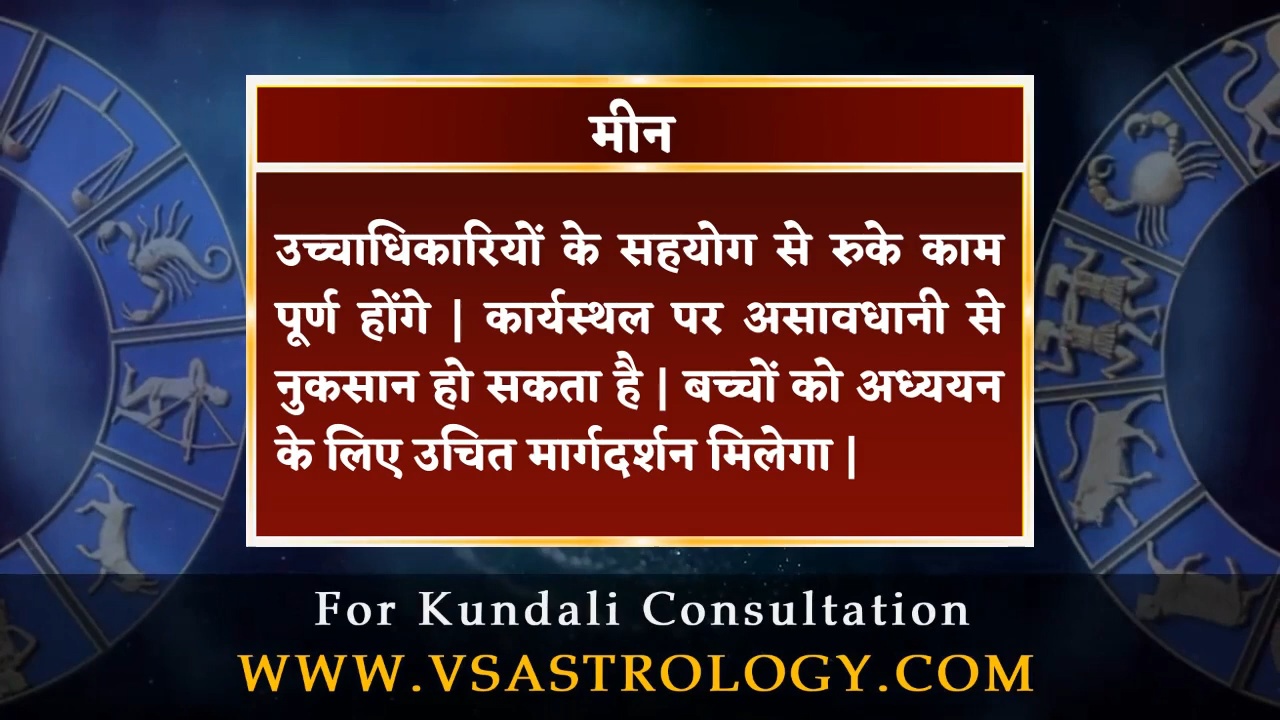 मीन
उच्चाधिकारियों के सहयोग से रुके काम
पूर्ण होंगे | कार्यस्थल पर असावधानी से
नुकसान हो सकता है | बच्चों को अध्ययन
के लिए उचित मार्गदर्शन मिलेगा |
For Kundali Consultation
WWW.VSASTROLOGY.COM